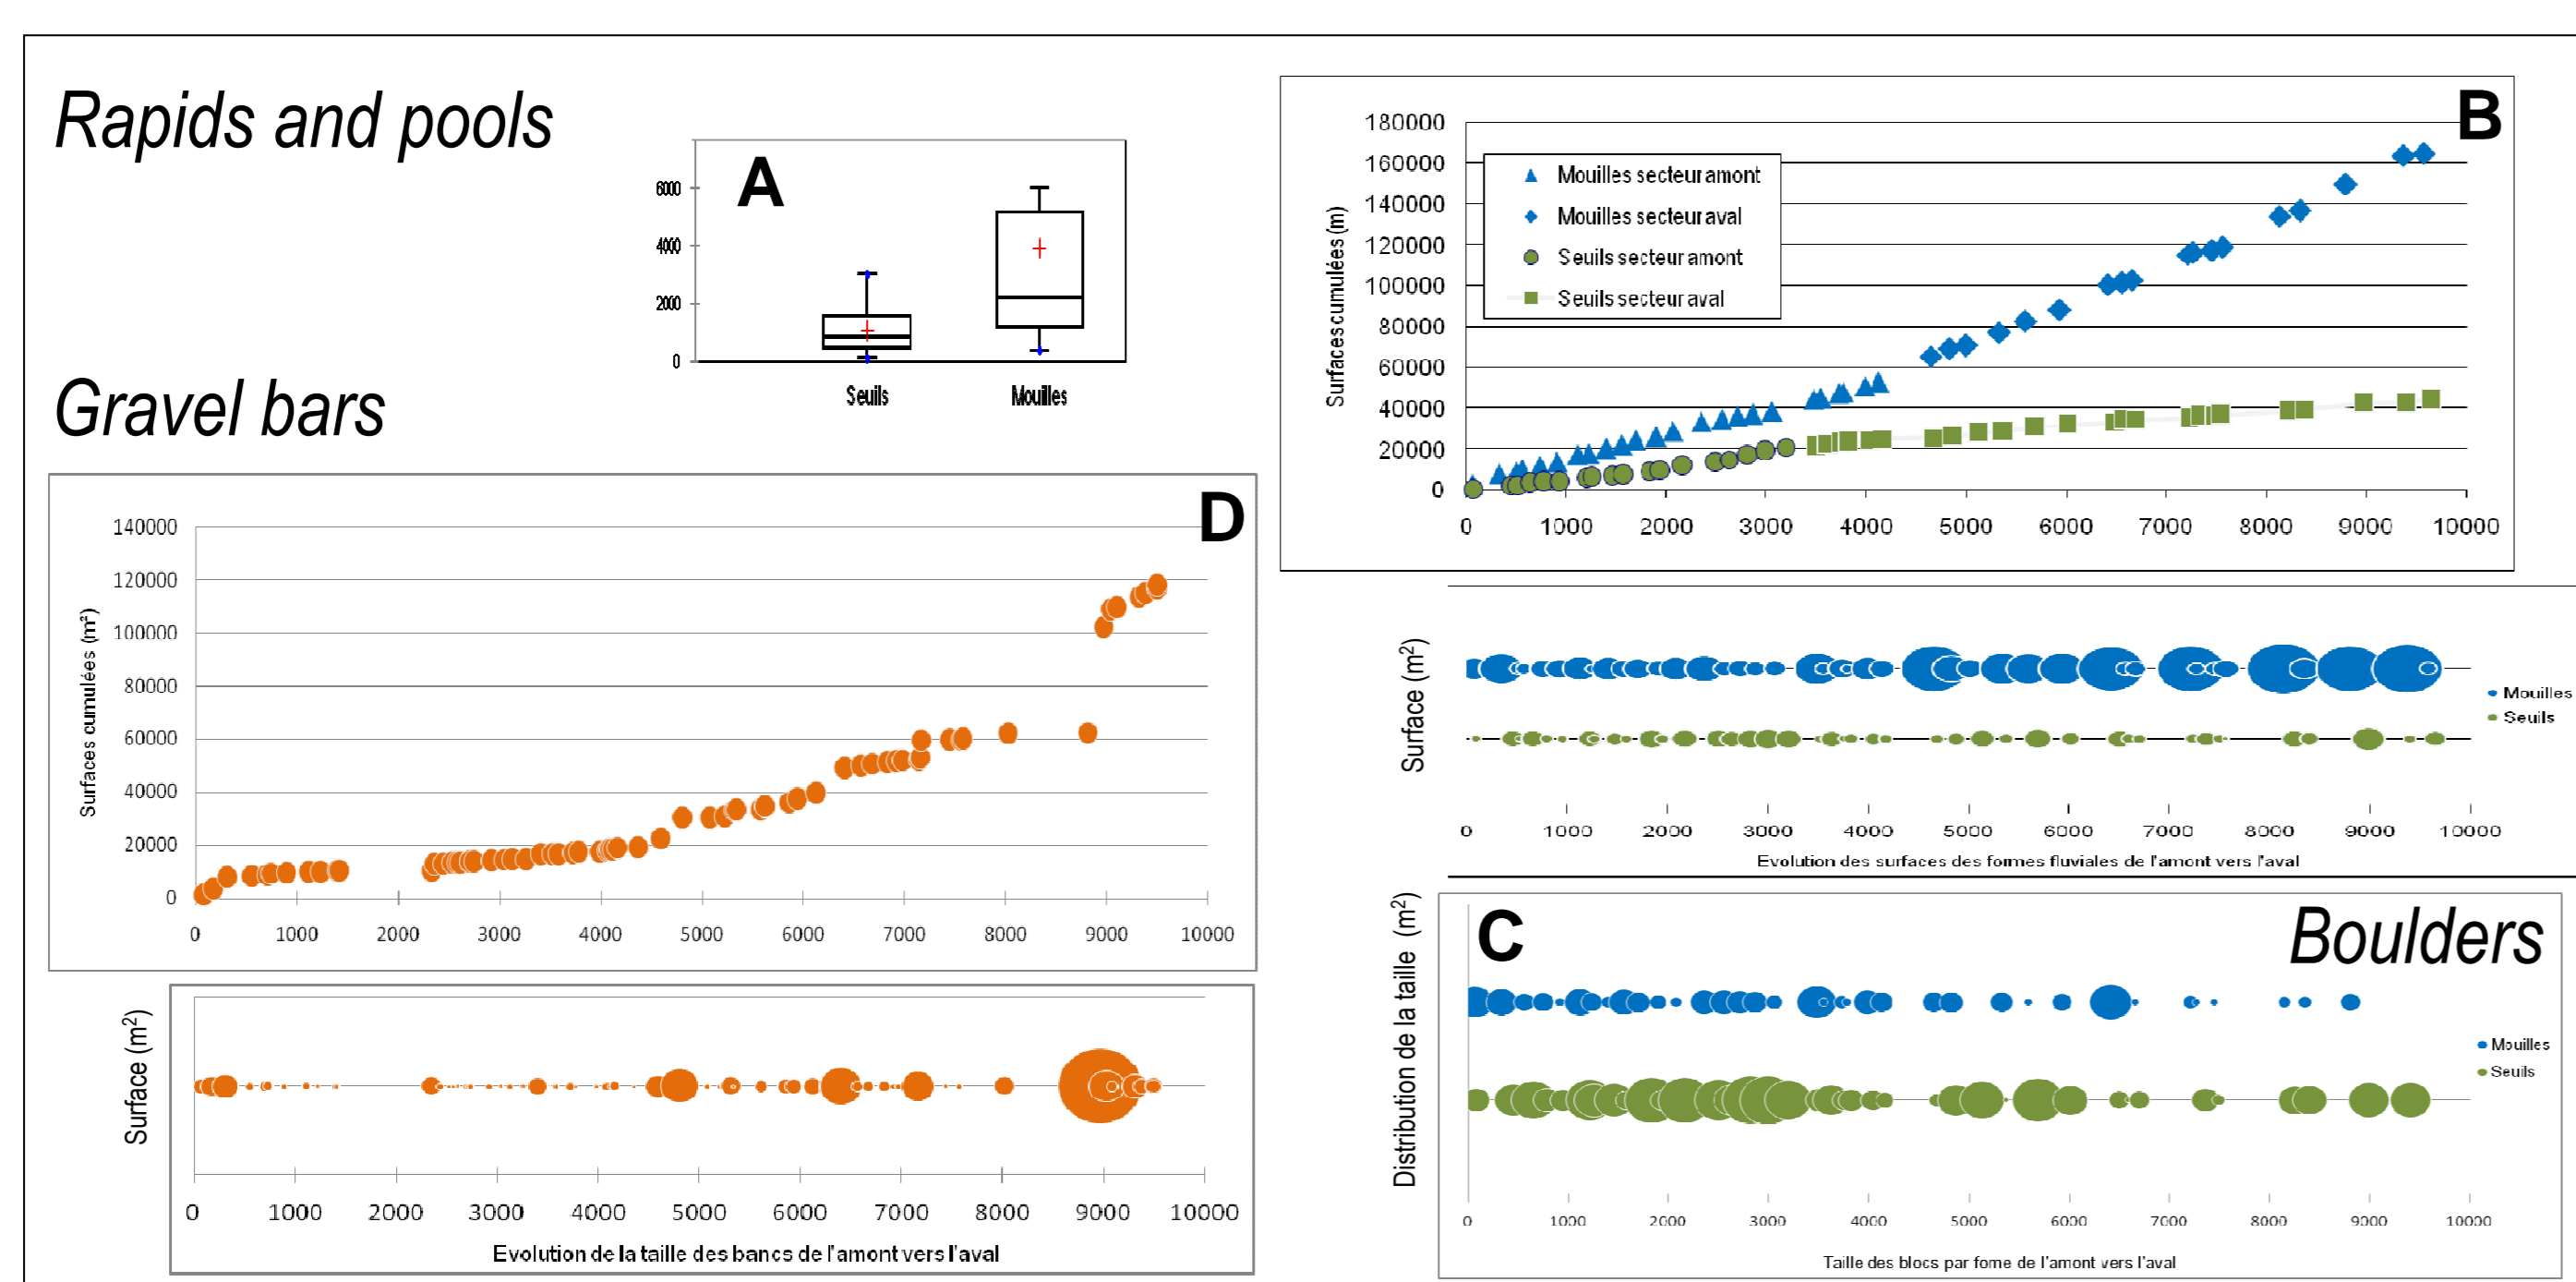 Rapids and pools
A
6000
4000
2000
0
Seuils Mouilles
B
Surfaces cumulées (m)
180000
160000
140000
120000
100000
80000
60000
40000
20000
0
Mouilles secteur amont
Mouilles secteur aval
Seuils secteur amont
Seuils secteur aval
0 1000 2000 3000 4000 5000 6000 7000 8000 9000 10000
Gravel bars
D
Surfaces cumulées (m²)
140000
120000
100000
80000
60000
40000
20000
0
0 1000 2000 3000 4000 5000 6000 7000 8000 9000 10000
Surface (m²)
Mouilles
Seuils
0 1000 2000 3000 4000 5000 6000 7000 8000 9000 10000
Evolution des surfaces des formes fluviales de l'amont vers l'aval
Surface (m²)
0 1000 2000 3000 4000 5000 6000 7000 8000 9000 10000
Evolution de la taille des bancs de l'amont vers l'aval
C
Boulders
Distribution de la taille (m²)
Mouilles
Seuils
0 1000 2000 3000 4000 5000 6000 7000 8000 9000 10000
Taille des blocs par fome de l'amont vers l'aval